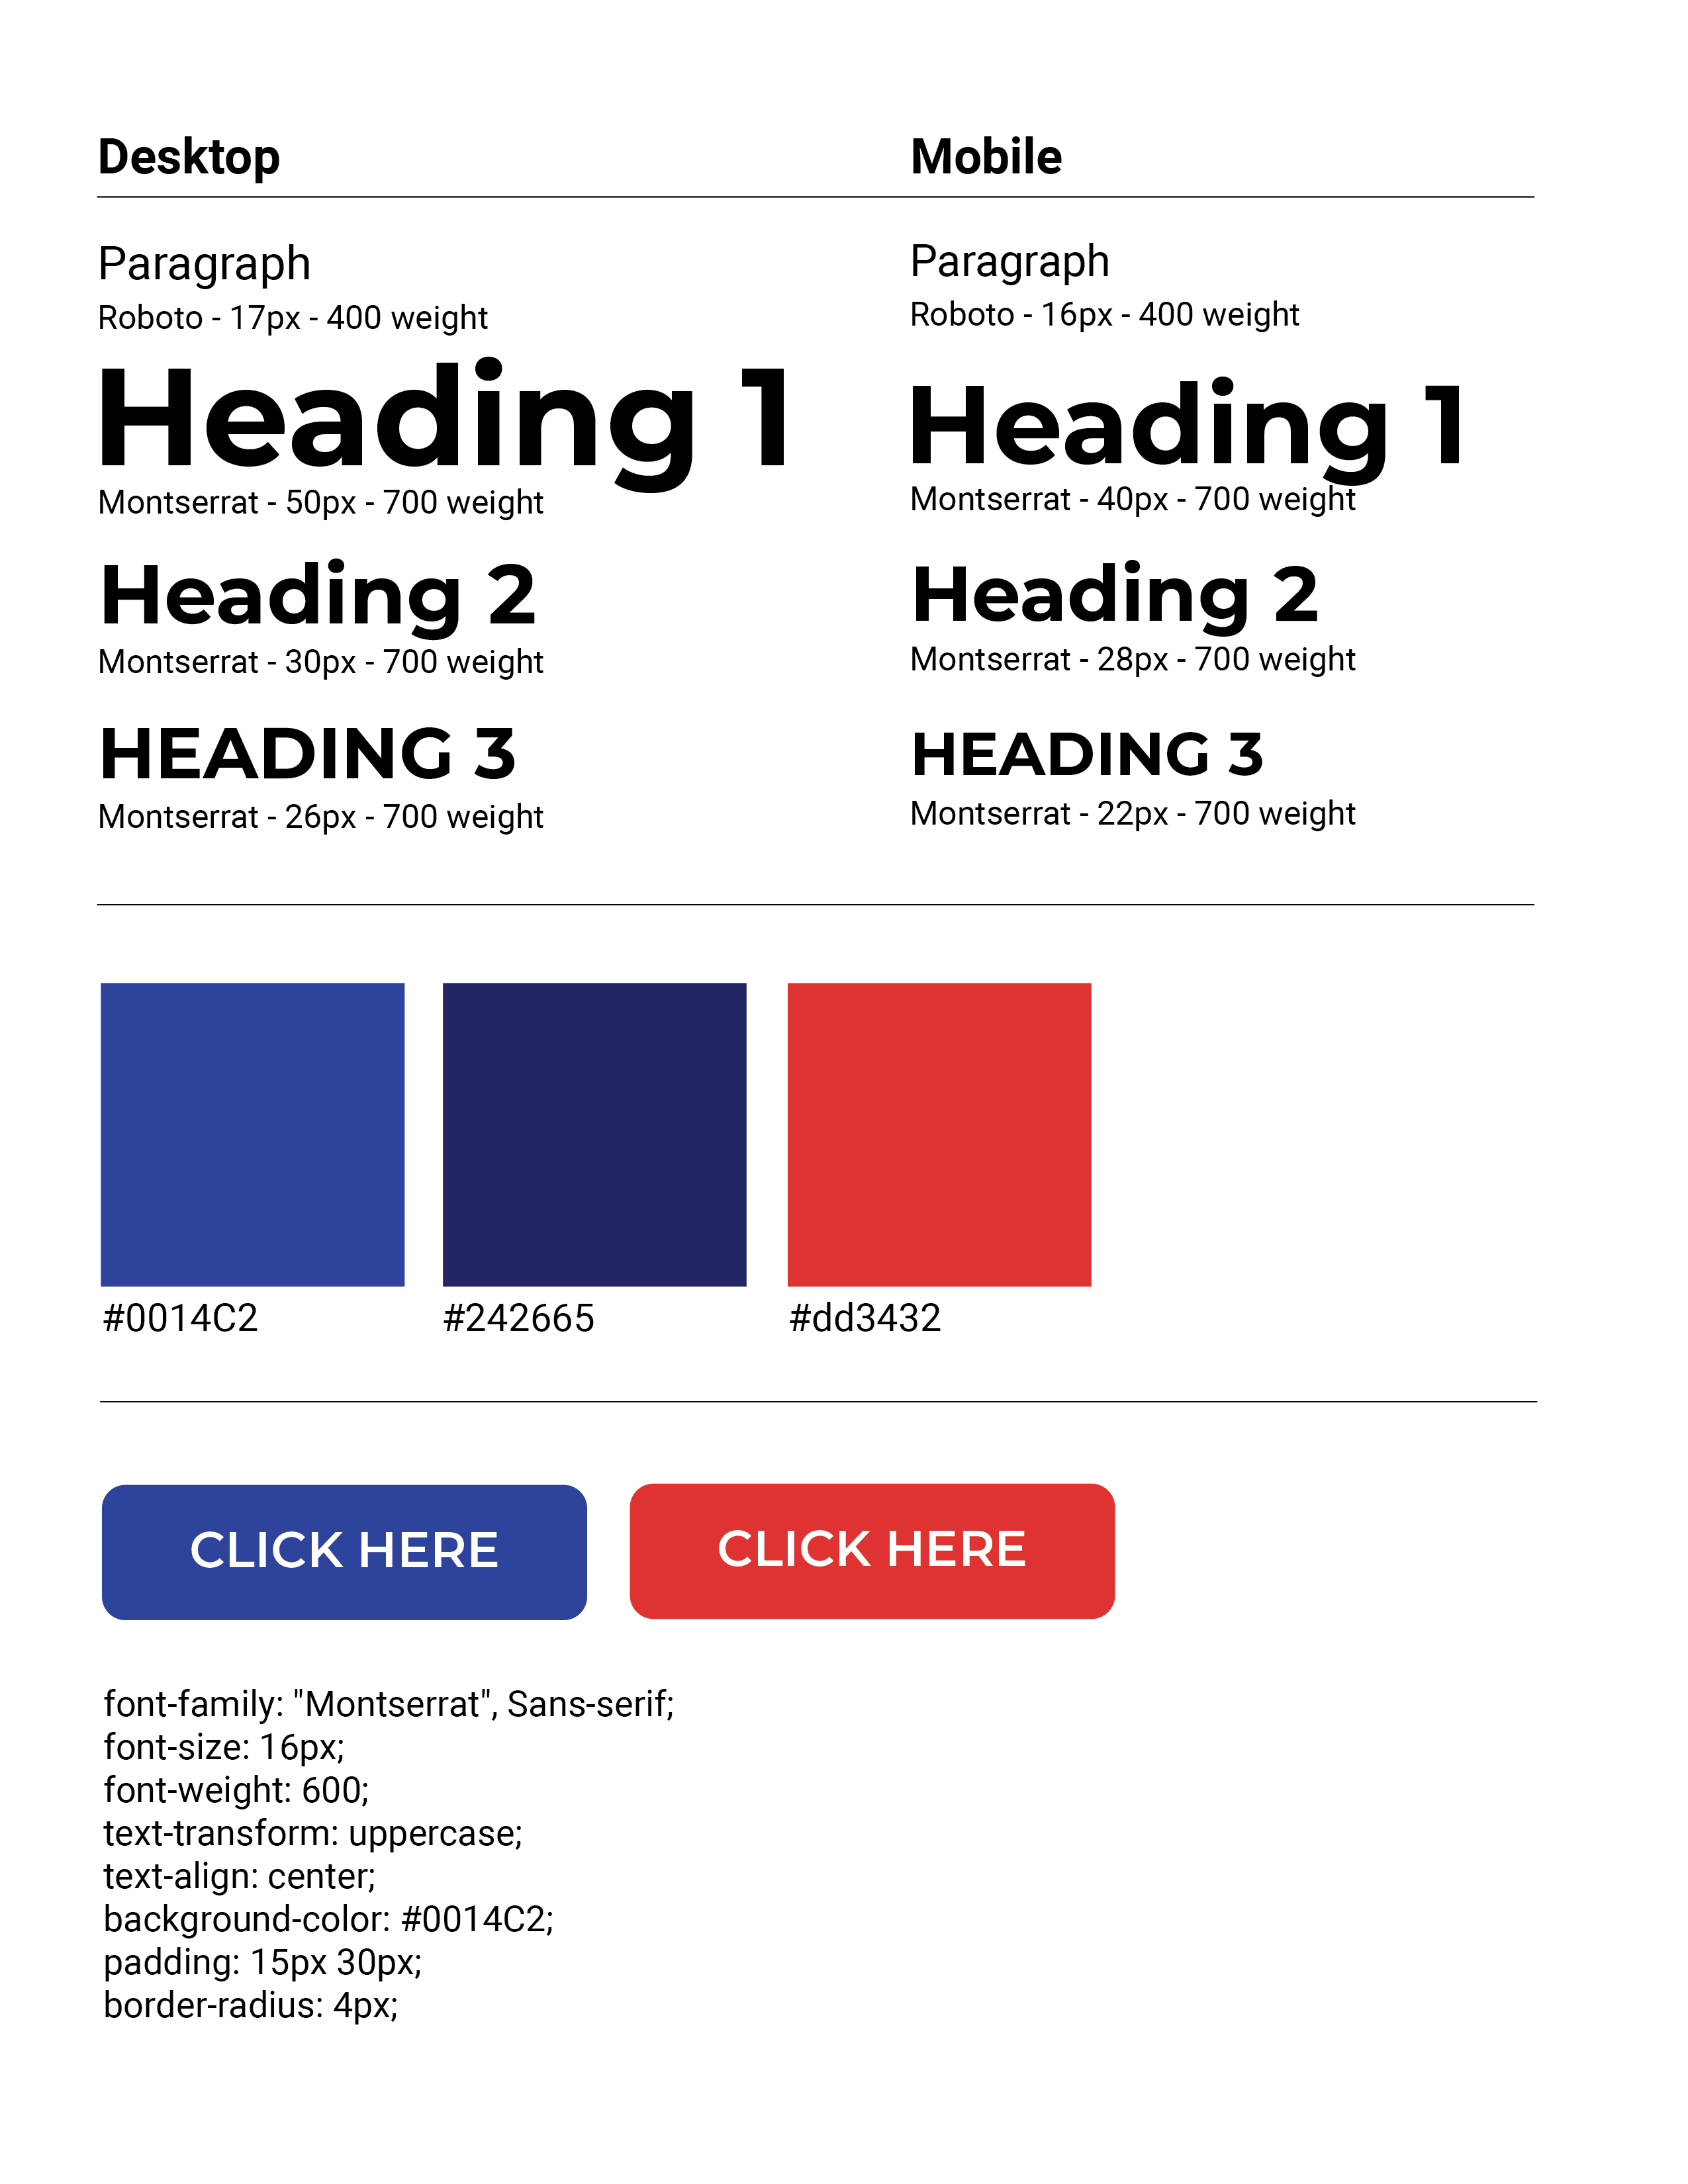 Desktop
Mobile
Paragraph
Roboto - 17px - 400 weight
Heading 1
Montserrat - 50px - 700 weight
Heading 2
Montserrat - 30px - 700 weight
HEADING 3
Montserrat - 26px - 700 weight
Paragraph
Roboto - 16px - 400 weight
Heading 1
Montserrat - 40px - 700 weight
Heading 2
Montserrat - 28px - 700 weight
HEADING 3
Montserrat - 22px - 700 weight
#0014C2
#242665
#dd3432
CLICK HERE
CLICK HERE
font-family: "Montserrat", Sans-serif;
font-size: 16px;
font-weight: 600;
text-transform: uppercase;
text-align: center;
background-color: #0014C2;
padding: 15px 30px;
border-radius: 4px;